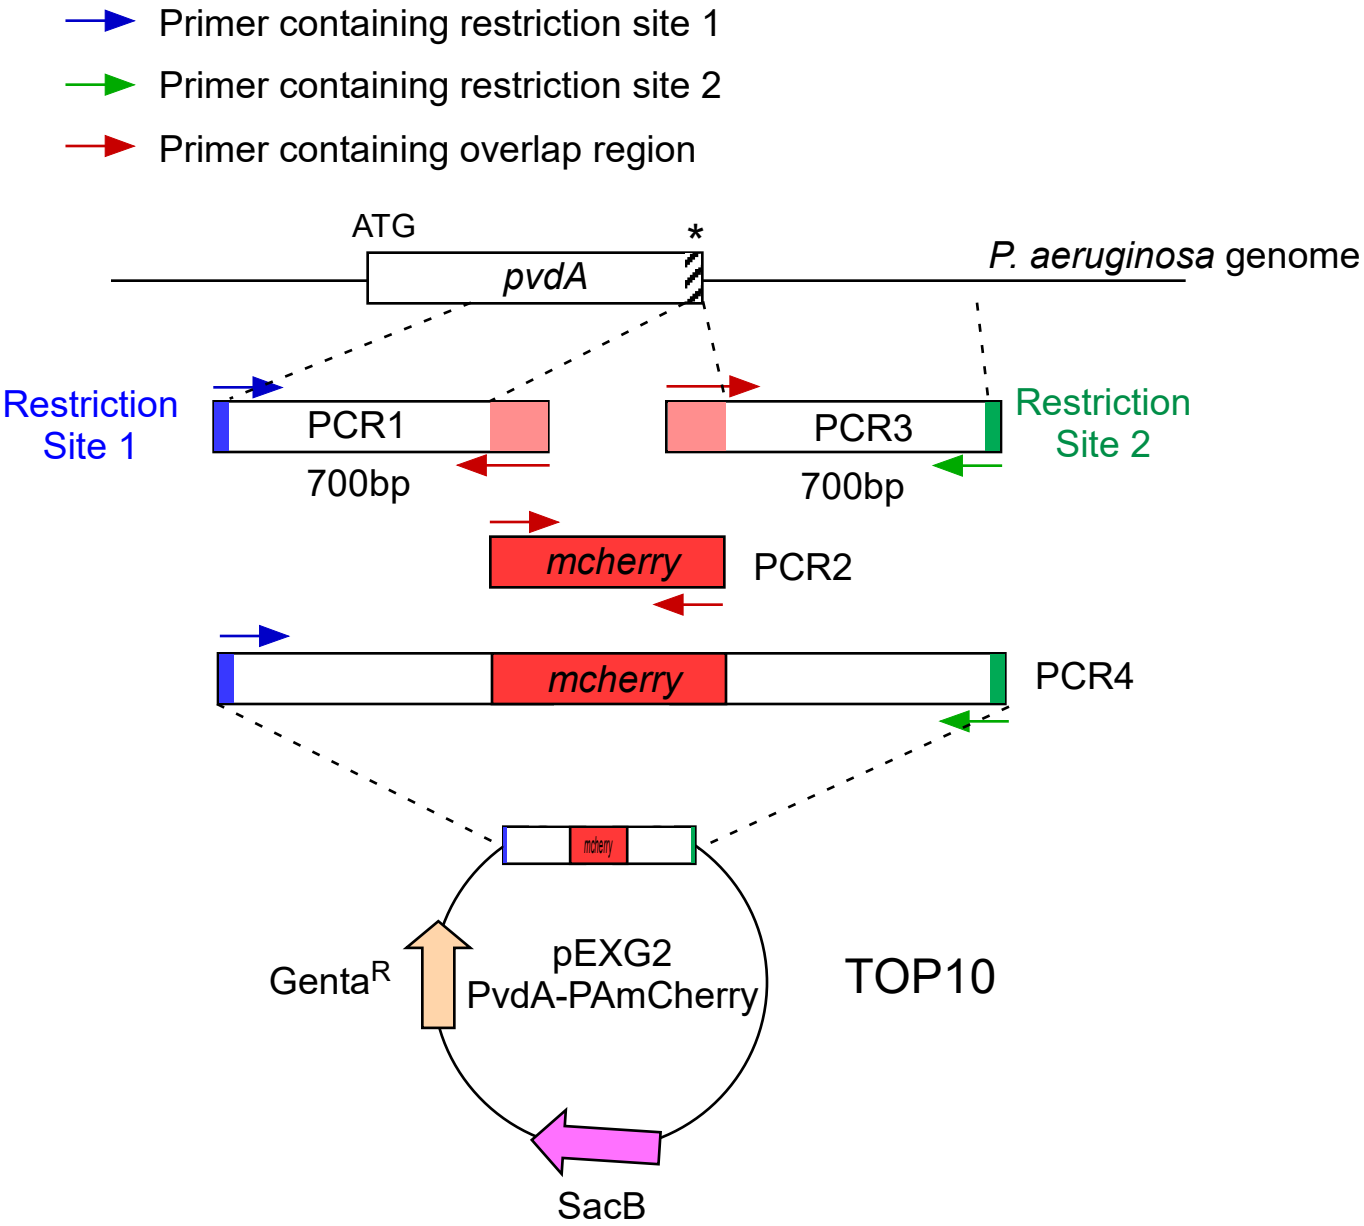 Primer containing restriction site 1
Primer containing restriction site 2
Primer containing overlap region
ATG
*
pvdA
P. aeruginosa genome
Restriction
Site 1
PCR1
700bp
PCR3
700bp
Restriction
Site 2
mcherry
PCR2
mcherry
PCR4
mcherry
Genta^R
pEXG2
PvdA-PAmCherry
TOP10
SacB